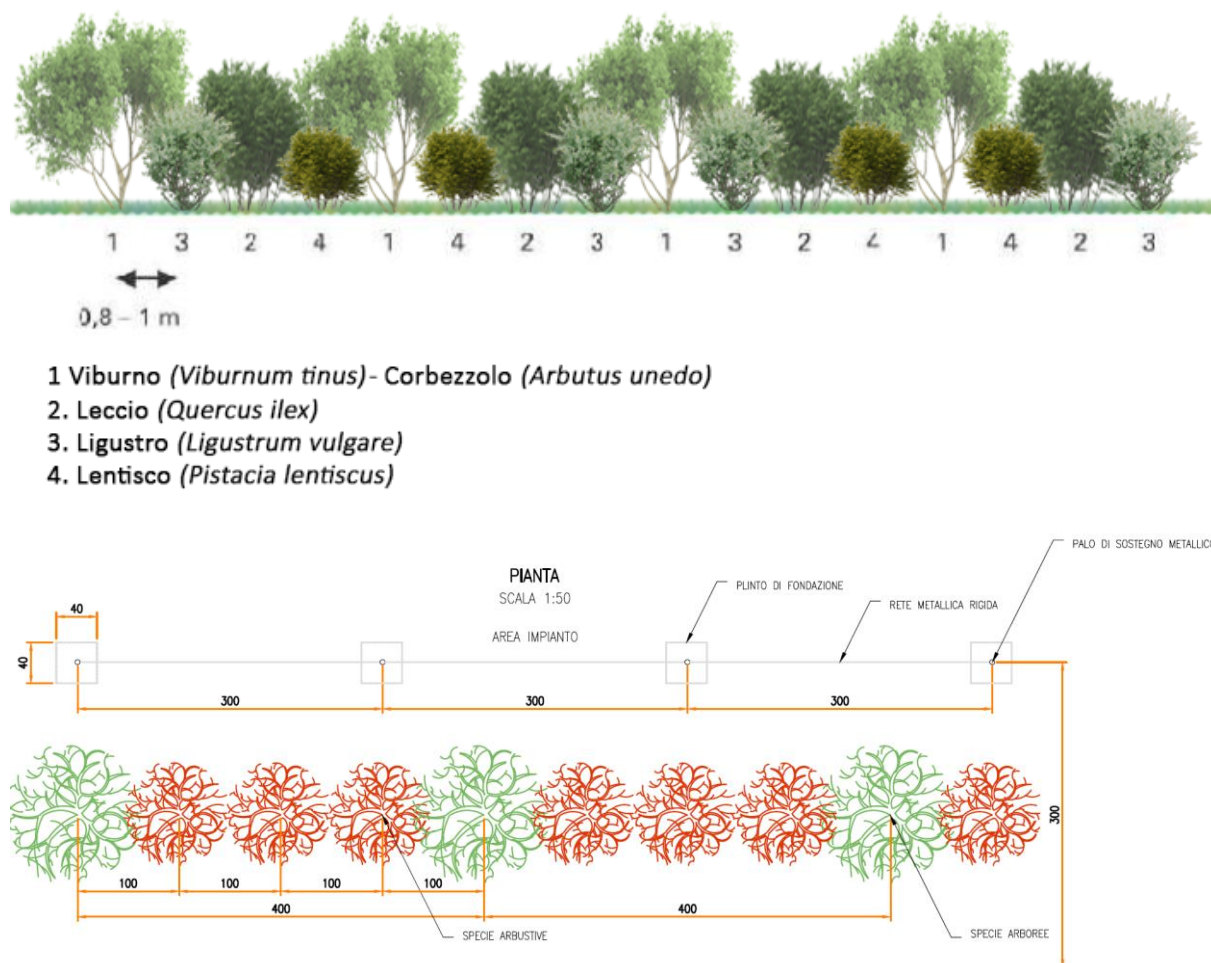 1 3 2 4 1 4 2 3 1 3 2 4 1 4 2 3
0,8 – 1 m
1 Viburno (Viburnum tinus) - Corbezzolo (Arbutus unedo)
2. Leccio (Quercus ilex)
3. Ligustro (Ligustrum vulgare)
4. Lentisco (Pistacia lentiscus)
PALO DI SOSTEGNO METALLICO
PIANTA
SCALA 1:50
PLINTO DI FONDAZIONE
RETE METALLICA RIGIDA
40
AREA IMPIANTO
40
300 300 300
300
100 100 100 100
400 400
SPECIE ARBUSTIVE
SPECIE ARBOREE